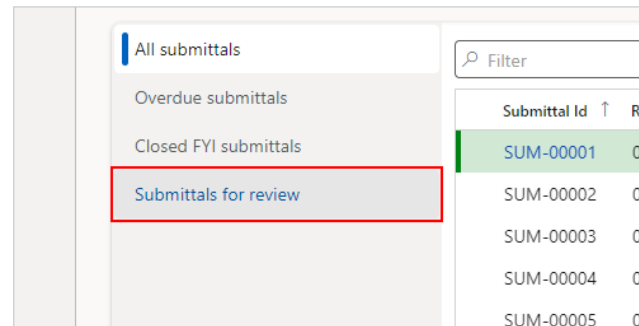 All submittals
Overdue submittals
Closed FYI submittals
Submittals for review
Filter
Submittal Id ↑
SUM-00001
SUM-00002
SUM-00003
SUM-00004
SUM-00005